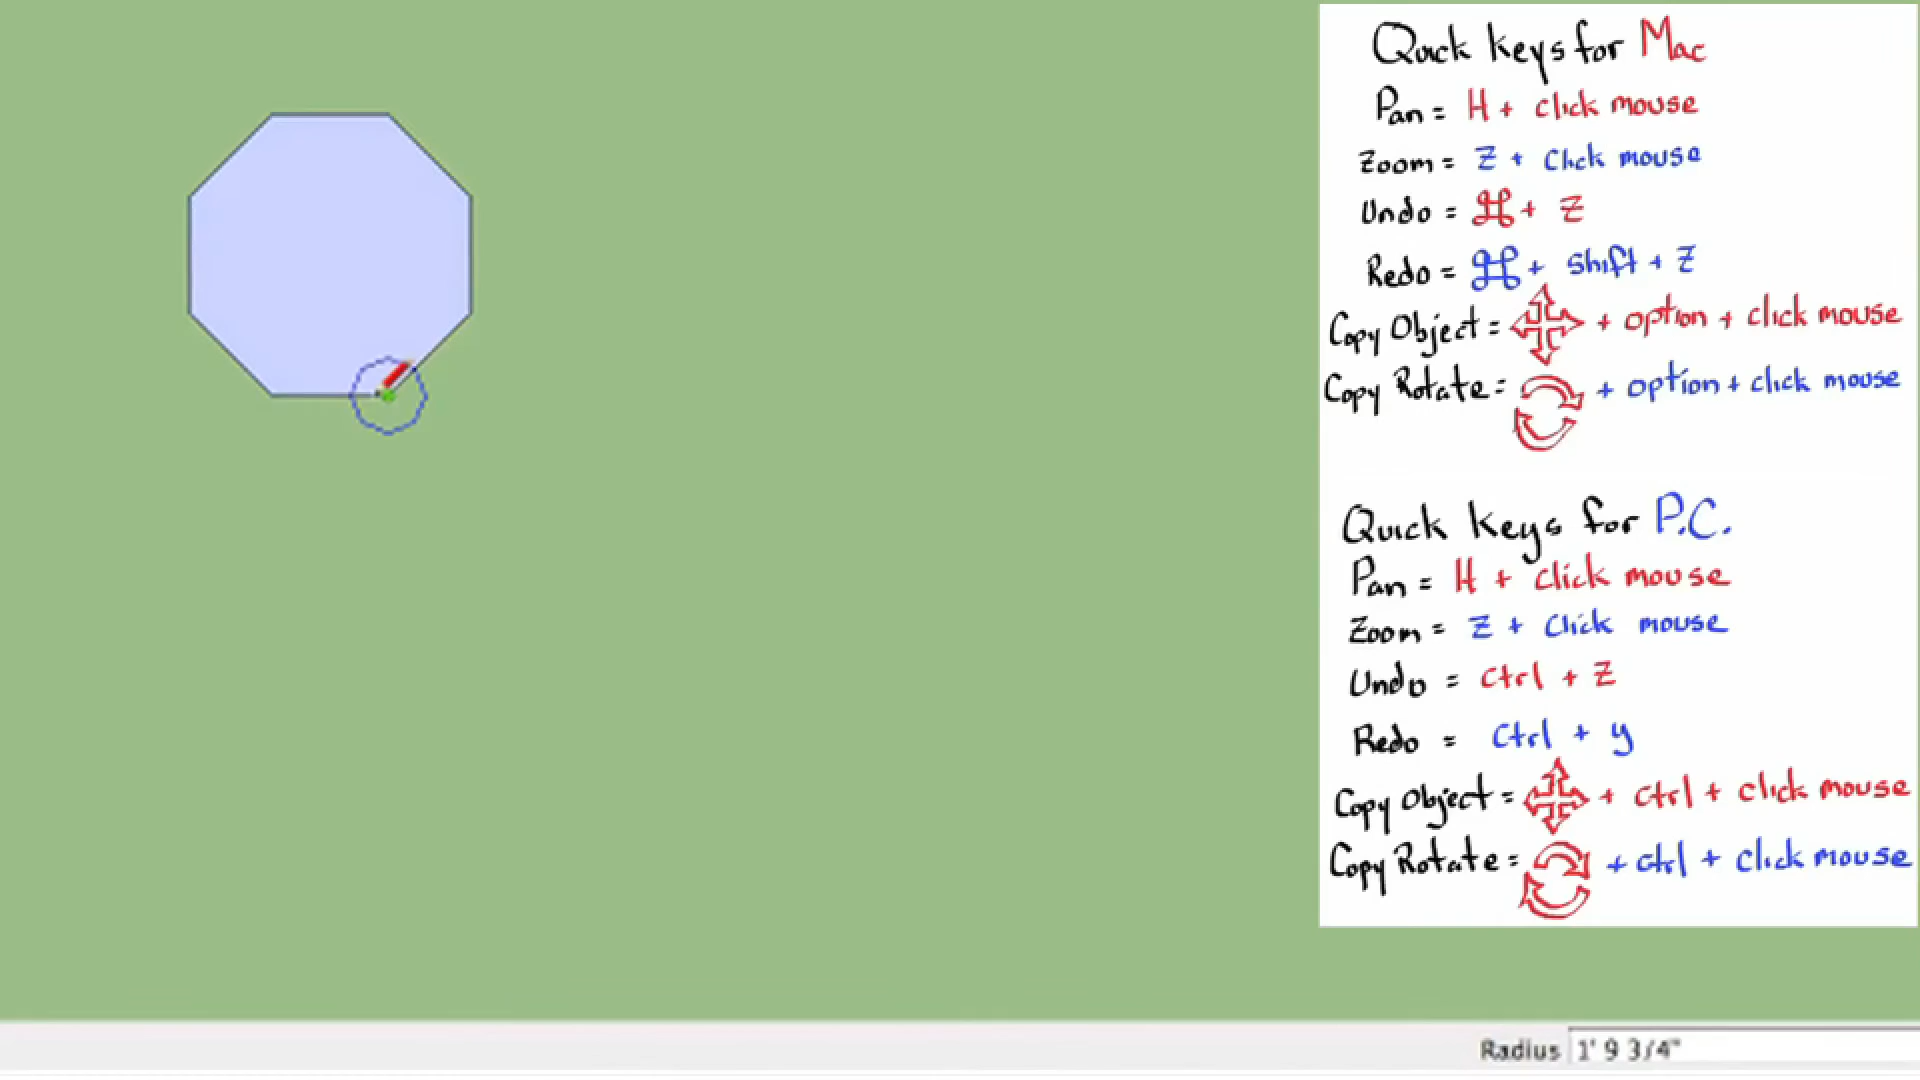 Quick keys for Mac
Pan = H + click mouse
Zoom = Z + click mouse
Undo = ⌘ + Z
Redo = ⌘ + shift + Z
Copy Object = + option + click mouse
Copy Rotate = + option + click mouse
Quick keys for P.C.
Pan = H + click mouse
Zoom = Z + click mouse
Undo = ctrl + Z
Redo = ctrl + y
Copy Object = + ctrl + click mouse
Copy Rotate = + ctrl + click mouse
Radius 1' 9 3/4"